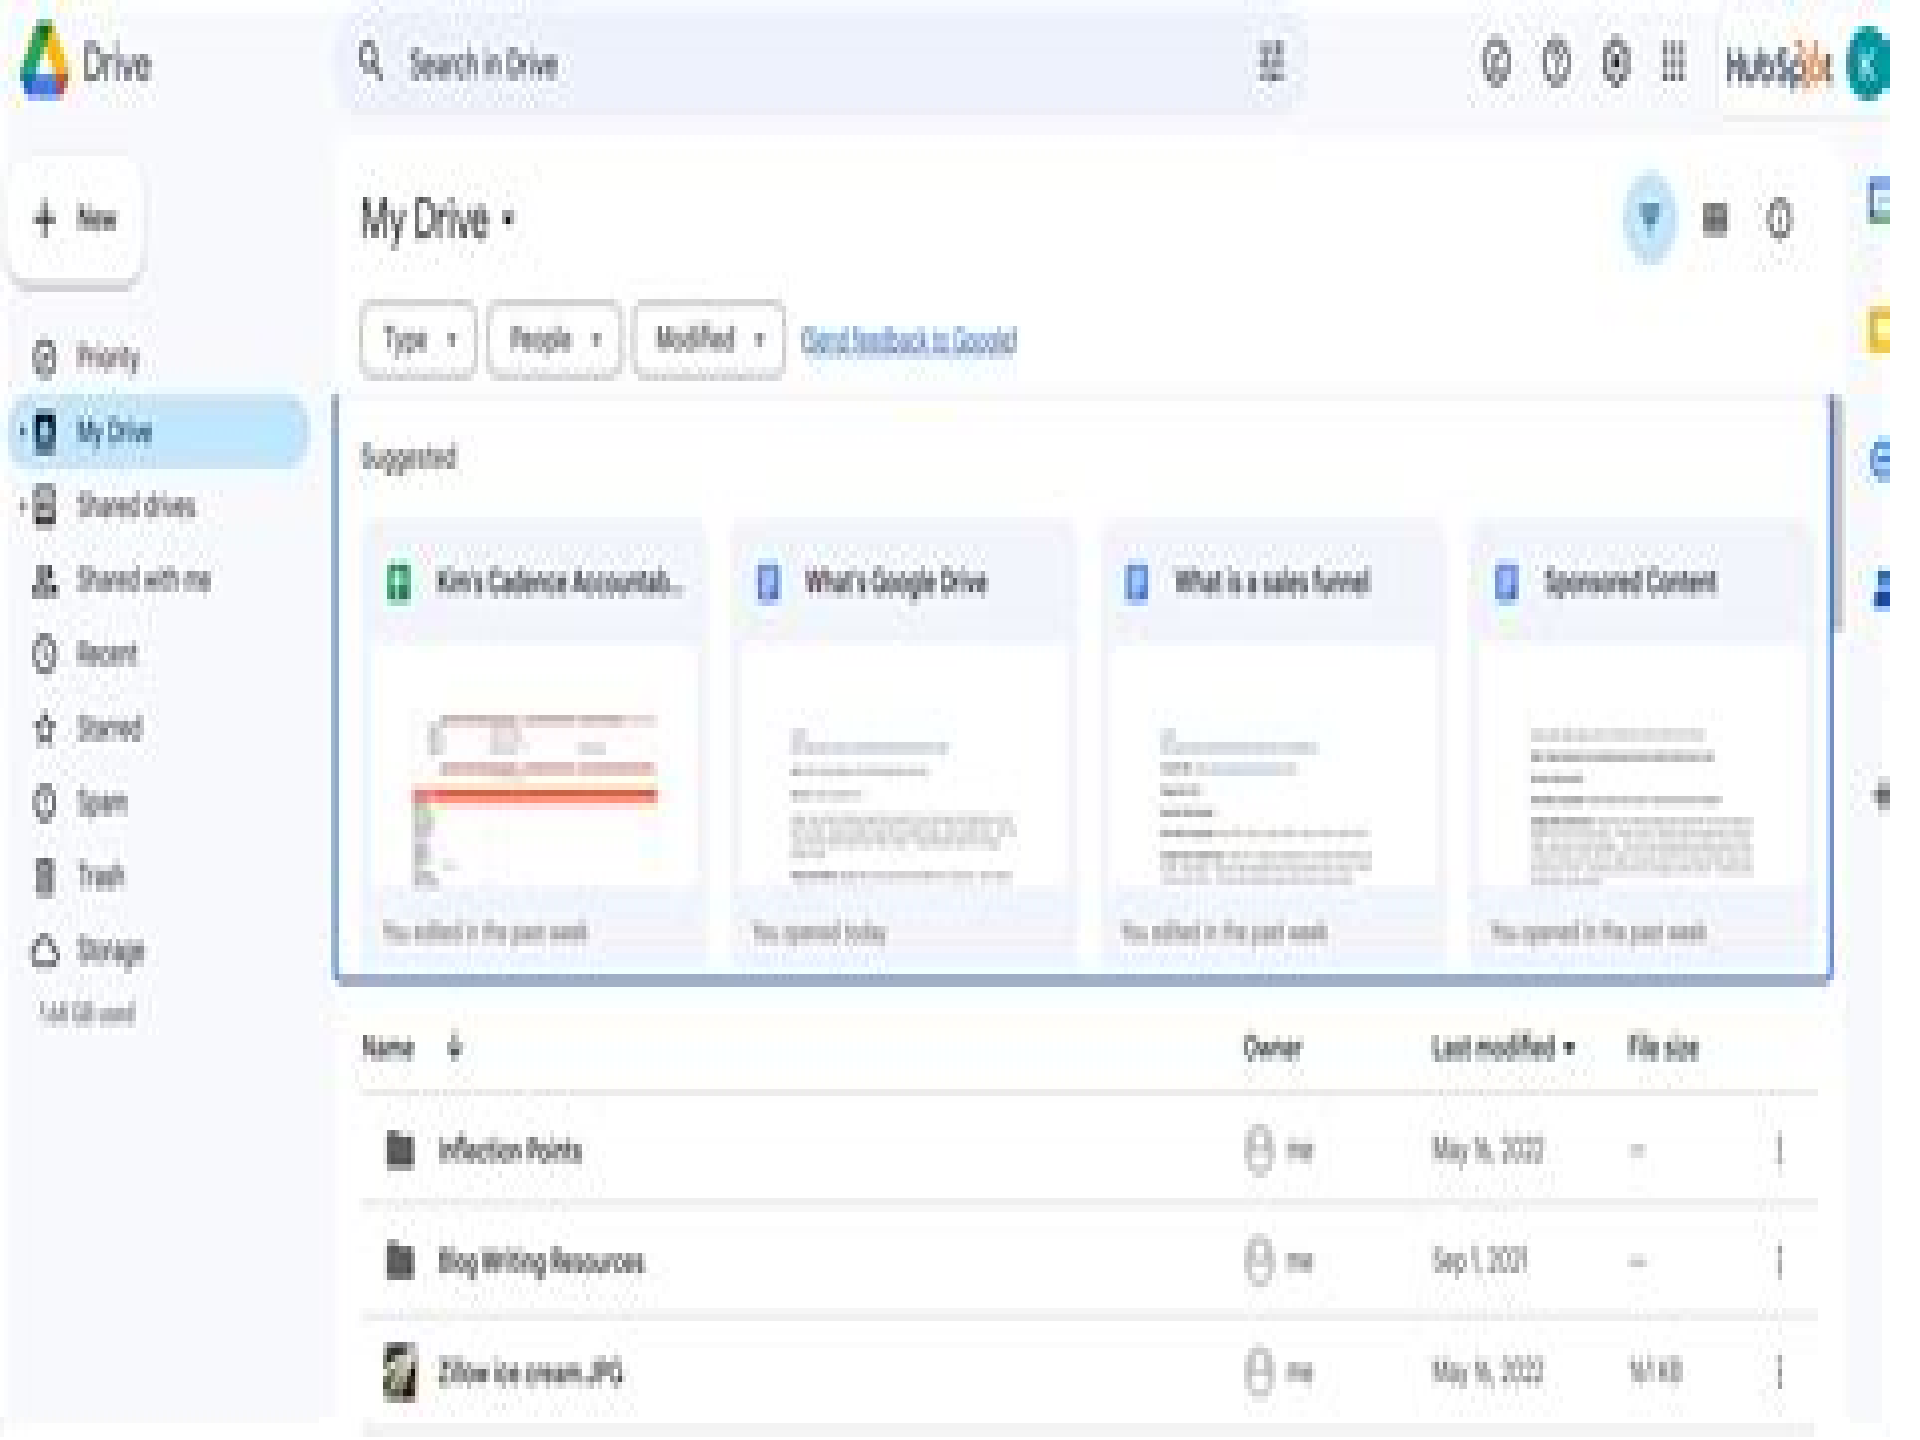 Drive
Search in Drive
HubSpot
K
New
My Drive
Type
People
Modified
Send feedback to Google
Priority
My Drive
Shared drives
Shared with me
Recent
Starred
Spam
Trash
Storage
GB used
Suggested
Kim's Cadence Accountab...
What's Google Drive
What is a sales funnel
Sponsored Content
You edited in the past week
You opened today
You edited in the past week
You opened in the past week
Name
Owner
Last modified
File size
Inflection Points
me
May 16, 2022
Blog Writing Resources
me
Sep 1, 2021
Zillow ice cream.JPG
me
May 16, 2022
KB